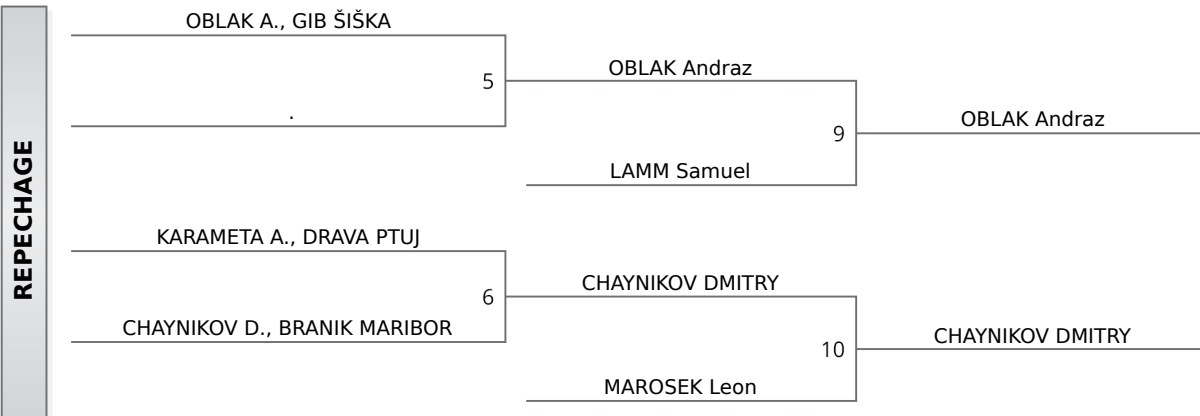 REPECHAGE
OBLAK A., GIB ŠIŠKA
5
.
OBLAK Andraz
9
LAMM Samuel
OBLAK Andraz
KARAMETA A., DRAVA PTUJ
6
CHAYNIKOV D., BRANIK MARIBOR
CHAYNIKOV DMITRY
10
MAROSEK Leon
CHAYNIKOV DMITRY